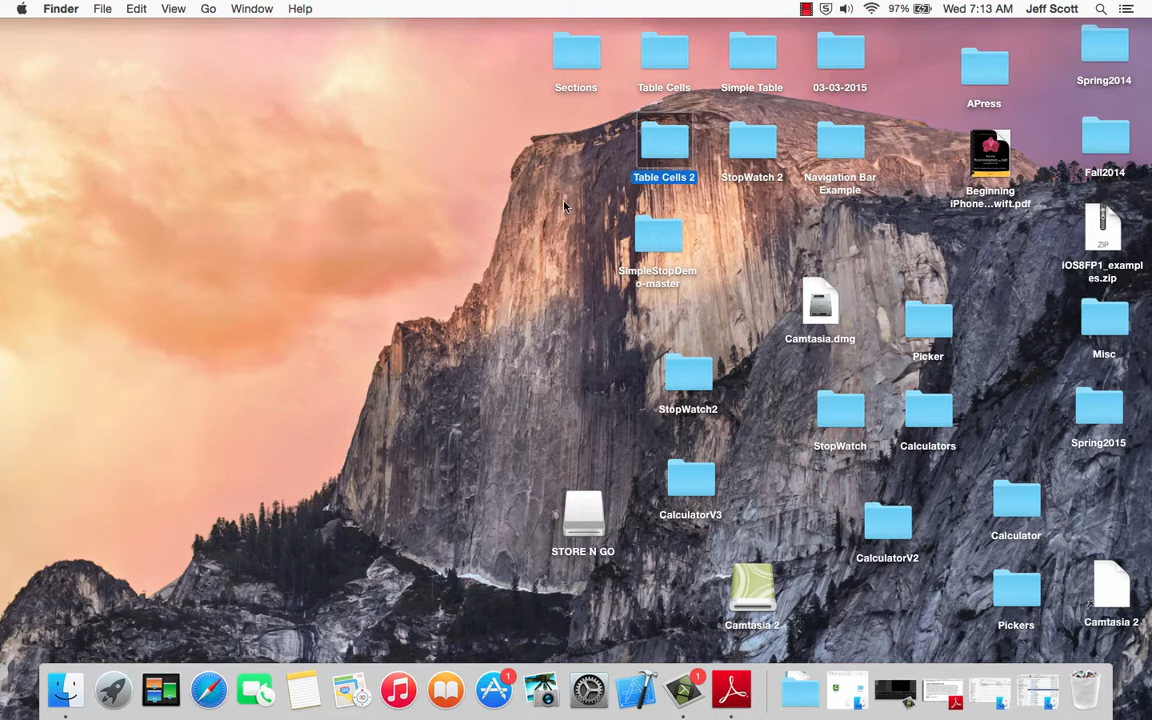 Finder File Edit View Go Window Help 97% Wed 7:13 AM Jeff Scott
Sections
Table Cells
Simple Table
03-03-2015
APress
Spring2014
Table Cells 2
StopWatch 2
Navigation Bar
Example
Beginning
iPhone...wift.pdf
Fall2014
SimpleStopDem
o-master
ZIP
iOS8FP1_exampl
es.zip
Camtasia.dmg
Picker
Misc
StopWatch2
StopWatch
Calculators
Spring2015
CalculatorV3
STORE N GO
CalculatorV2
Calculator
Camtasia 2
Pickers
Camtasia 2
1
1